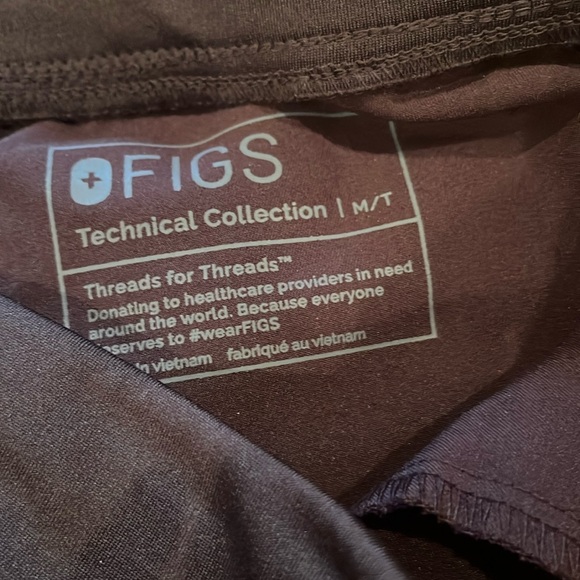 FIGS
Technical Collection | M/T
Threads for Threads™
Donating to healthcare providers in need
around the world. Because everyone
to #wearFIGS
vietnam fabriqué au vietnam